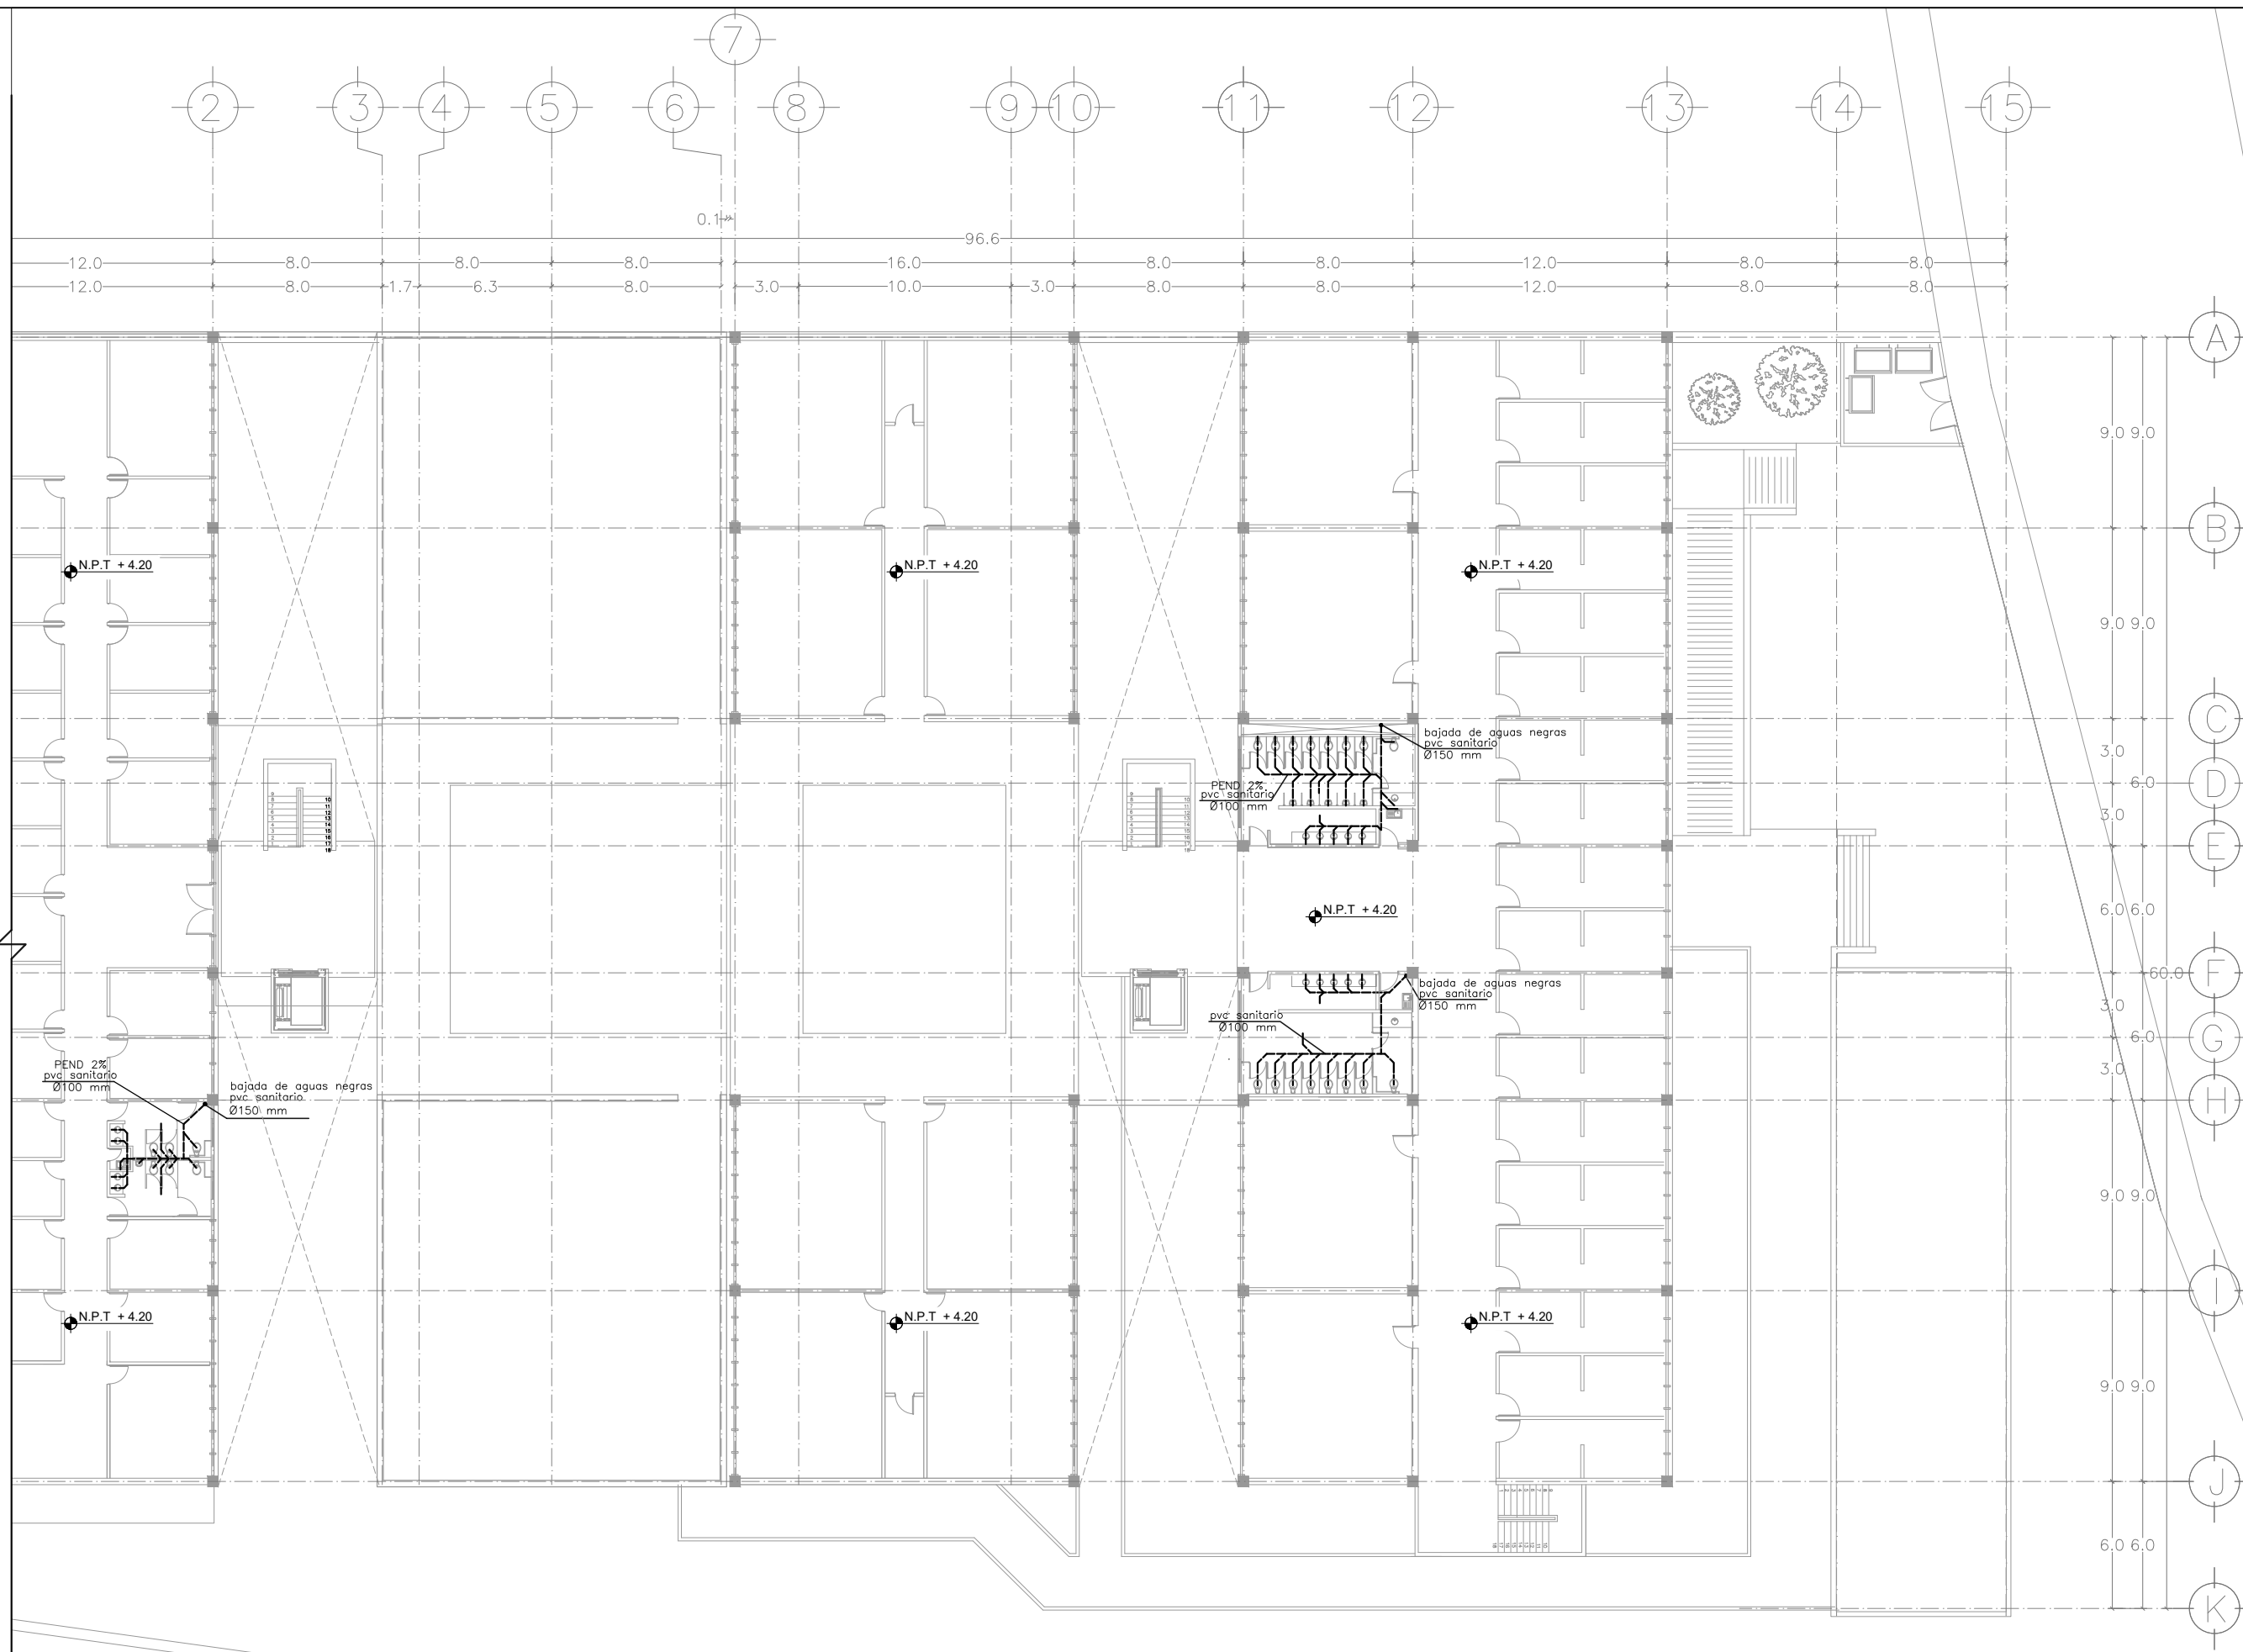 7
2
3
4
5
6
8
9
10
11
12
13
14
15
0.1
96.6
12.0
8.0
8.0
8.0
16.0
8.0
8.0
12.0
8.0
8.0
12.0
8.0
1.7
6.3
8.0
3.0
10.0
3.0
8.0
8.0
12.0
8.0
8.0
A
9.0 9.0
B
N.P.T + 4.20
N.P.T + 4.20
N.P.T + 4.20
9.0 9.0
C
bajada de aguas negras
pvc sanitario
Ø150 mm
3.0
6.0
D
PEND 2%
pvc sanitario
Ø100 mm
3.0
E
N.P.T + 4.20
6.0 6.0
F
60.0
bajada de aguas negras
pvc sanitario
Ø150 mm
3.0
pvc sanitario
Ø100 mm
6.0
G
PEND 2%
pvc sanitario
Ø100 mm
3.0
bajada de aguas negras
pvc sanitario
Ø150 mm
H
9.0 9.0
I
N.P.T + 4.20
N.P.T + 4.20
N.P.T + 4.20
9.0 9.0
J
6.0 6.0
K